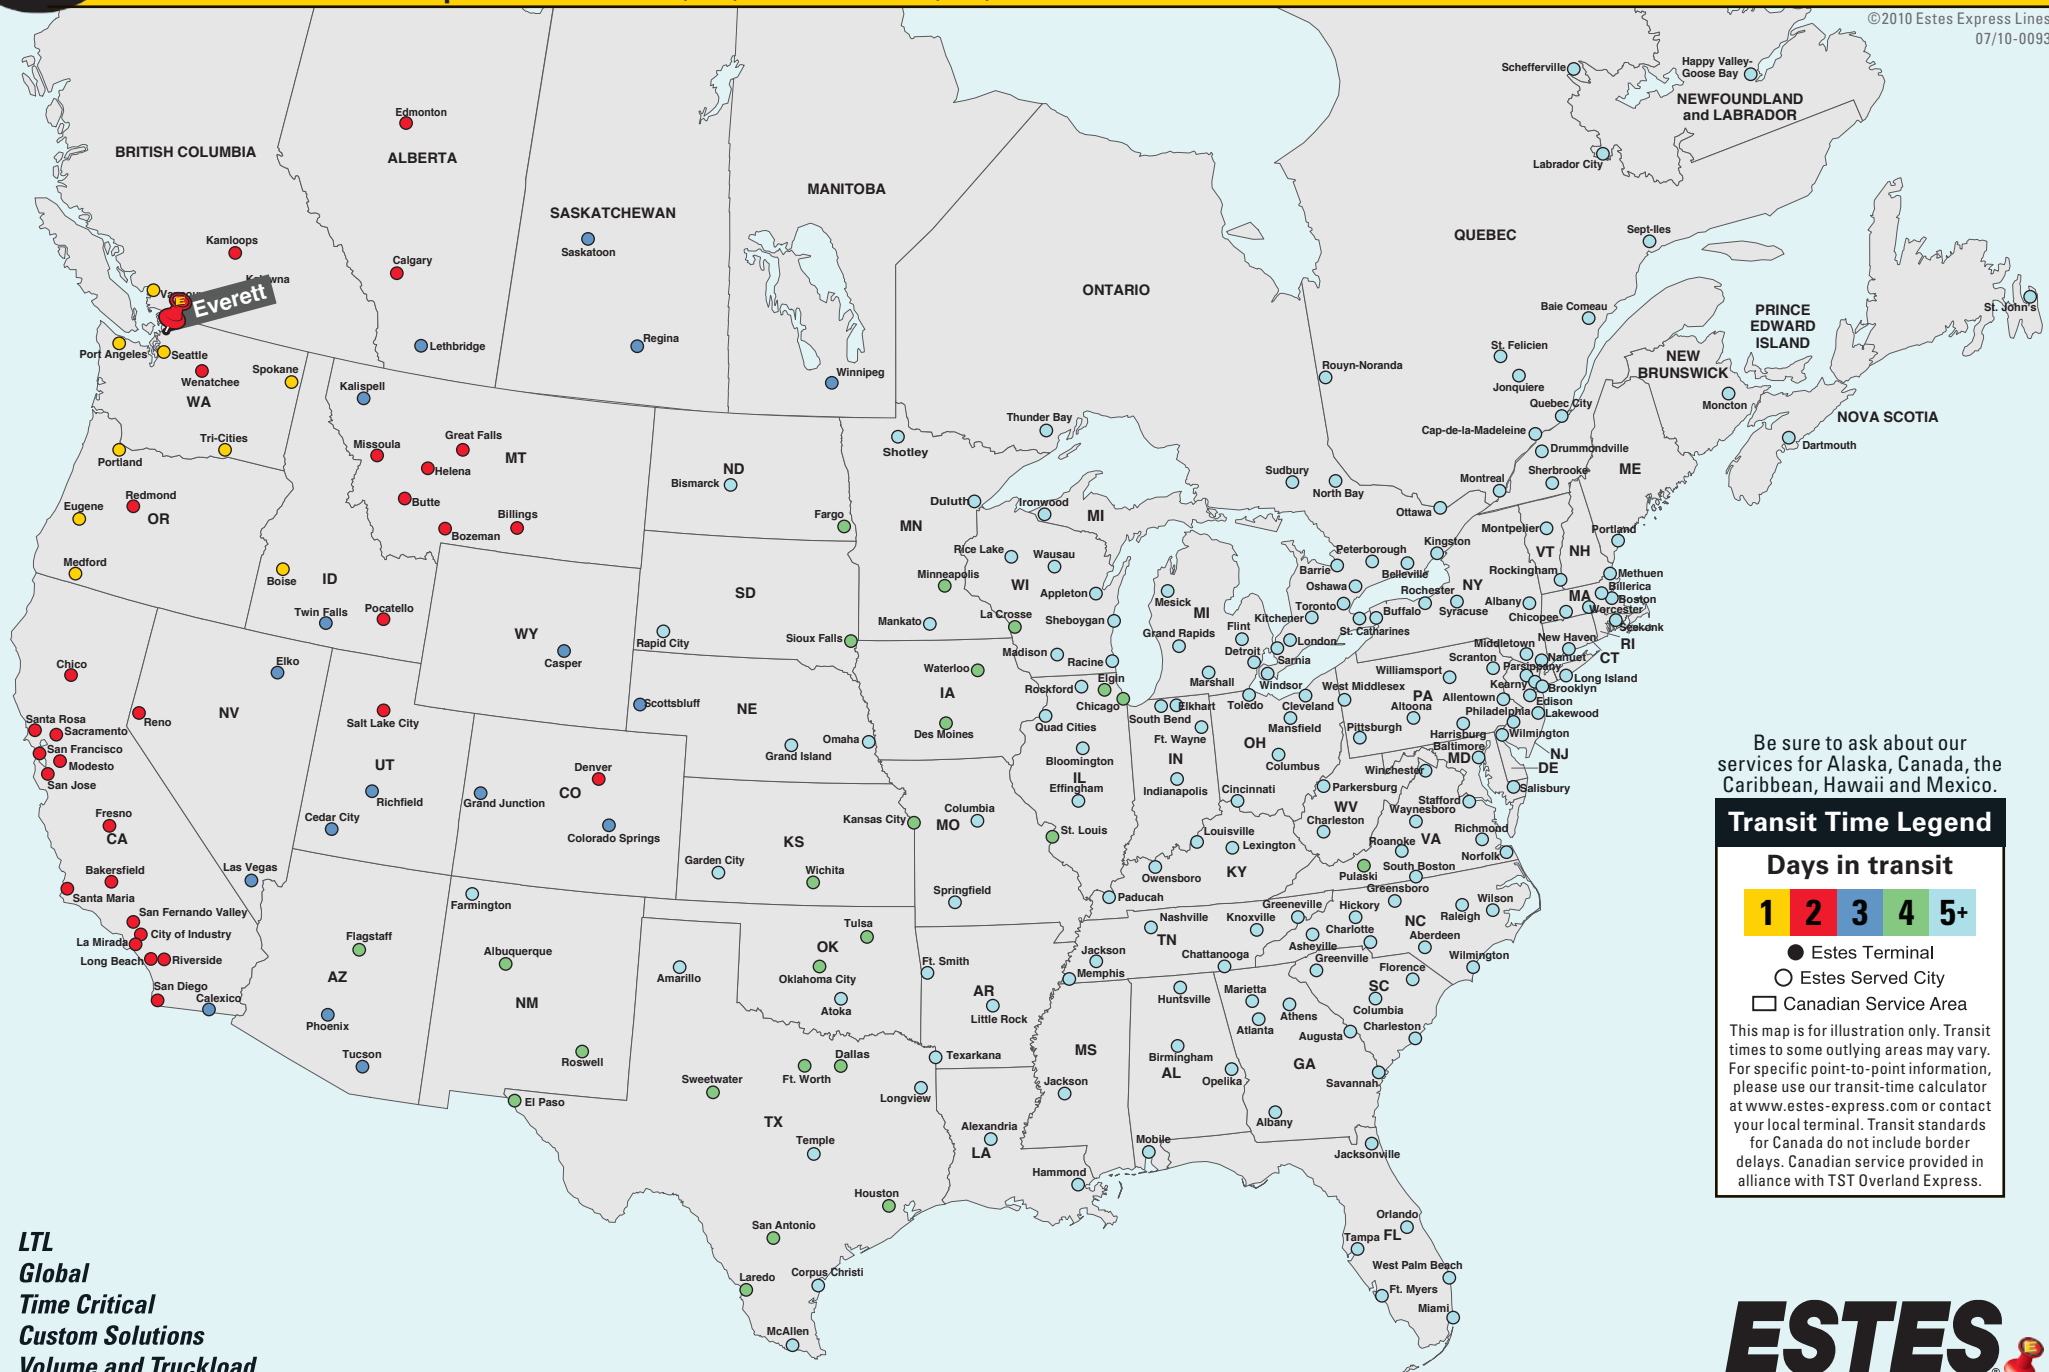 ©2010 Estes Express Lines
07/10-0093
Schefferville
Happy Valley-
Goose Bay
NEWFOUNDLAND
and LABRADOR
Labrador City
Edmonton
BRITISH COLUMBIA
ALBERTA
MANITOBA
SASKATCHEWAN
Saskatoon
QUEBEC
Sept-Iles
Kamloops
Calgary
ONTARIO
Everett
Baie Comeau
PRINCE
EDWARD
ISLAND
St. John's
Port Angeles
Seattle
Lethbridge
Regina
St. Felicien
NEW
BRUNSWICK
Rouyn-Noranda
Winnipeg
Wenatchee
Spokane
Kalispell
Jonquiere
WA
Quebec City
Moncton
NOVA SCOTIA
Thunder Bay
Cap-de-la-Madeleine
Dartmouth
Portland
Tri-Cities
Missoula
Great Falls
MT
Helena
Shotley
Drummondville
Sherbrooke
ME
ND
Bismarck
Sudbury
North Bay
Montreal
Eugene
Redmond
OR
Butte
Billings
Bozeman
Fargo
MN
Duluth
Ironwood
MI
Ottawa
Montpelier
Portland
VT
NH
Medford
Boise
ID
Rice Lake
Wausau
WI
Minneapolis
Appleton
Mesick
MI
Peterborough
Kingston
Barrie
Belleville
Oshawa
Rochester
NY
Rockingham
Methuen
Billerica
MA
Boston
Worcester
Twin Falls
Pocatello
SD
La Crosse
Mankato
Sheboygan
Toronto
Buffalo
Syracuse
Albany
Chicopee
Seekonk
Kitchener
St. Catharines
WY
Casper
Rapid City
Sioux Falls
Madison
Racine
Grand Rapids
Flint
Detroit
London
Sarnia
Middletown
New Haven
RI
CT
Nanuet
Scranton
Parsippany
Chico
Elko
Waterloo
IA
Rockford
Elgin
Chicago
Marshall
Windsor
Williamsport
Kearny
Long Island
Brooklyn
Santa Rosa
Sacramento
Reno
NV
Salt Lake City
Scottsbluff
NE
Des Moines
Quad Cities
South Bend
Elkhart
Toledo
Cleveland
West Middlesex
PA
Altoona
Allentown
Edison
Lakewood
Philadelphia
San Francisco
Modesto
San Jose
Omaha
Grand Island
Ft. Wayne
Mansfield
Pittsburgh
Harrisburg
Wilmington
Baltimore
MD
NJ
DE
UT
Richfield
Grand Junction
Denver
CO
Bloomington
IL
Effingham
IN
Indianapolis
OH
Columbus
Cincinnati
Winchester
Parkersburg
Salisbury
Fresno
CA
Cedar City
Colorado Springs
Kansas City
MO
Columbia
St. Louis
WV
Charleston
Stafford
Waynesboro
Richmond
VA
Roanoke
Norfolk
KS
Garden City
Wichita
Louisville
Lexington
KY
Owensboro
Pulaski
South Boston
Las Vegas
Bakersfield
Santa Maria
Farmington
Springfield
Paducah
Greensboro
Wilson
San Fernando Valley
City of Industry
La Mirada
Long Beach
Riverside
Flagstaff
AZ
Albuquerque
NM
Amarillo
OK
Tulsa
Oklahoma City
Atoka
Ft. Smith
AR
Little Rock
Nashville
TN
Knoxville
Greeneville
Hickory
Raleigh
NC
Asheville
Charlotte
Aberdeen
Wilmington
Jackson
Memphis
Chattanooga
Greenville
Florence
SC
Columbia
San Diego
Calexico
Phoenix
Tucson
Roswell
El Paso
Huntsville
Marietta
Athens
Atlanta
Augusta
Charleston
Dallas
Ft. Worth
Texarkana
MS
Birmingham
AL
Opelika
GA
Savannah
Sweetwater
Longview
Jackson
TX
Temple
Alexandria
LA
Mobile
Albany
Jacksonville
Hammond
Houston
San Antonio
Laredo
Corpus Christi
McAllen
Orlando
Tampa
FL
West Palm Beach
Ft. Myers
Miami
Be sure to ask about our
services for Alaska, Canada, the
Caribbean, Hawaii and Mexico.
Transit Time Legend
Days in transit
1 2 3 4 5+
Estes Terminal
Estes Served City
Canadian Service Area
This map is for illustration only. Transit
times to some outlying areas may vary.
For specific point-to-point information,
please use our transit-time calculator
at www.estes-express.com or contact
your local terminal. Transit standards
for Canada do not include border
delays. Canadian service provided in
alliance with TST Overland Express.
LTL
Global
Time Critical
Custom Solutions
Volume and Truckload
ESTES